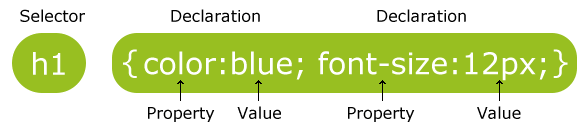 Selector Declaration Declaration
h1 {color:blue; font-size:12px;}
Property Value Property Value